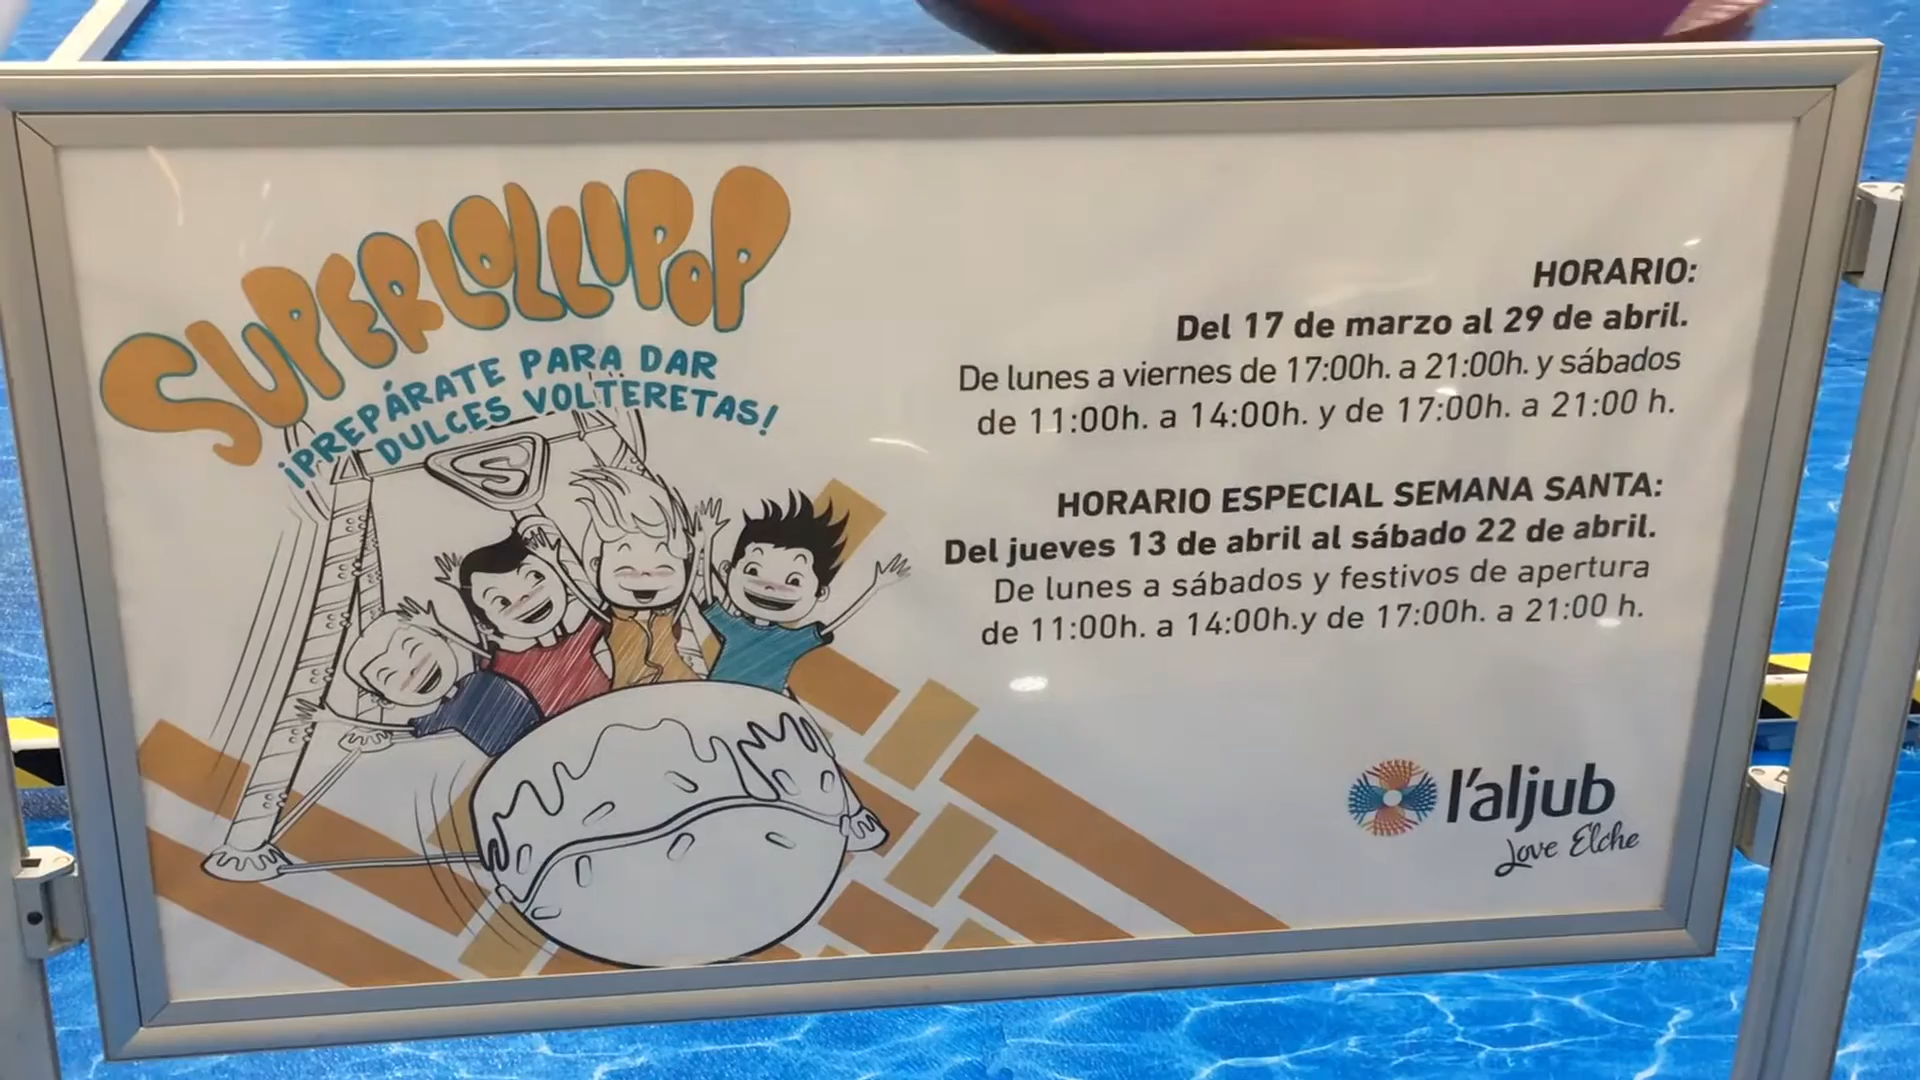 SUPERLOLLIPOP
¡PREPÁRATE PARA DAR
DULCES VOLTERETAS!
S
HORARIO:
Del 17 de marzo al 29 de abril.
De lunes a viernes de 17:00h. a 21:00h. y sábados
de 11:00h. a 14:00h. y de 17:00h. a 21:00 h.
HORARIO ESPECIAL SEMANA SANTA:
Del jueves 13 de abril al sábado 22 de abril.
De lunes a sábados y festivos de apertura
de 11:00h. a 14:00h.y de 17:00h. a 21:00 h.
l'aljub
Love Elche